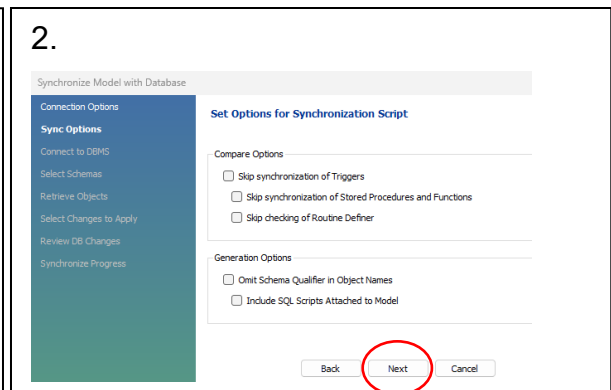 2.
Synchronize Model with Database
Connection Options
Sync Options
Connect to DBMS
Select Schemas
Retrieve Objects
Select Changes to Apply
Review DB Changes
Synchronize Progress
Set Options for Synchronization Script
Compare Options
Skip synchronization of Triggers
Skip synchronization of Stored Procedures and Functions
Skip checking of Routine Definer
Generation Options
Omit Schema Qualifier in Object Names
Include SQL Scripts Attached to Model
Back Next Cancel